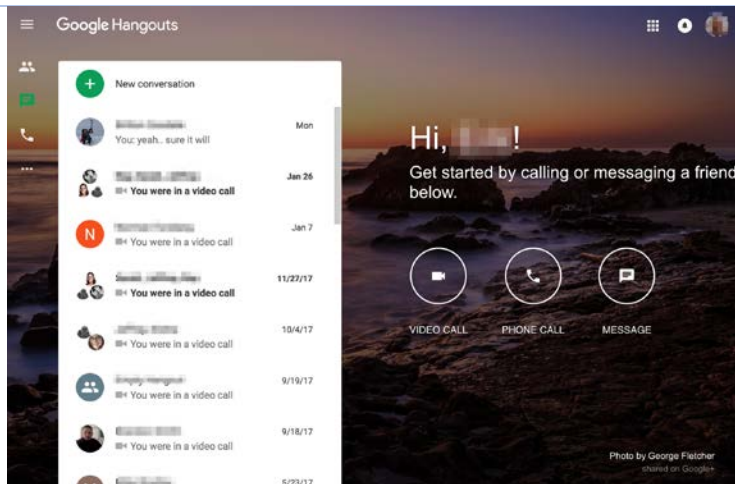 Google Hangouts
New conversation
Mon
You: yeah.. sure it will
Jan 26
You were in a video call
N
Jan 7
You were in a video call
11/27/17
You were in a video call
10/4/17
You were in a video call
9/19/17
You were in a video call
9/18/17
You were in a video call
5/23/17
Hi, !
Get started by calling or messaging a friend
below.
VIDEO CALL
PHONE CALL
MESSAGE
Photo by George Fletcher
shared on Google+